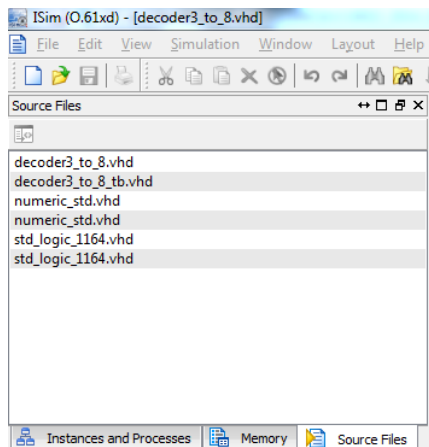 ISim (O.61xd) - [decoder3_to_8.vhd]
File Edit View Simulation Window Layout Help
Source Files
decoder3_to_8.vhd
decoder3_to_8_tb.vhd
numeric_std.vhd
numeric_std.vhd
std_logic_1164.vhd
std_logic_1164.vhd
Instances and Processes Memory Source Files